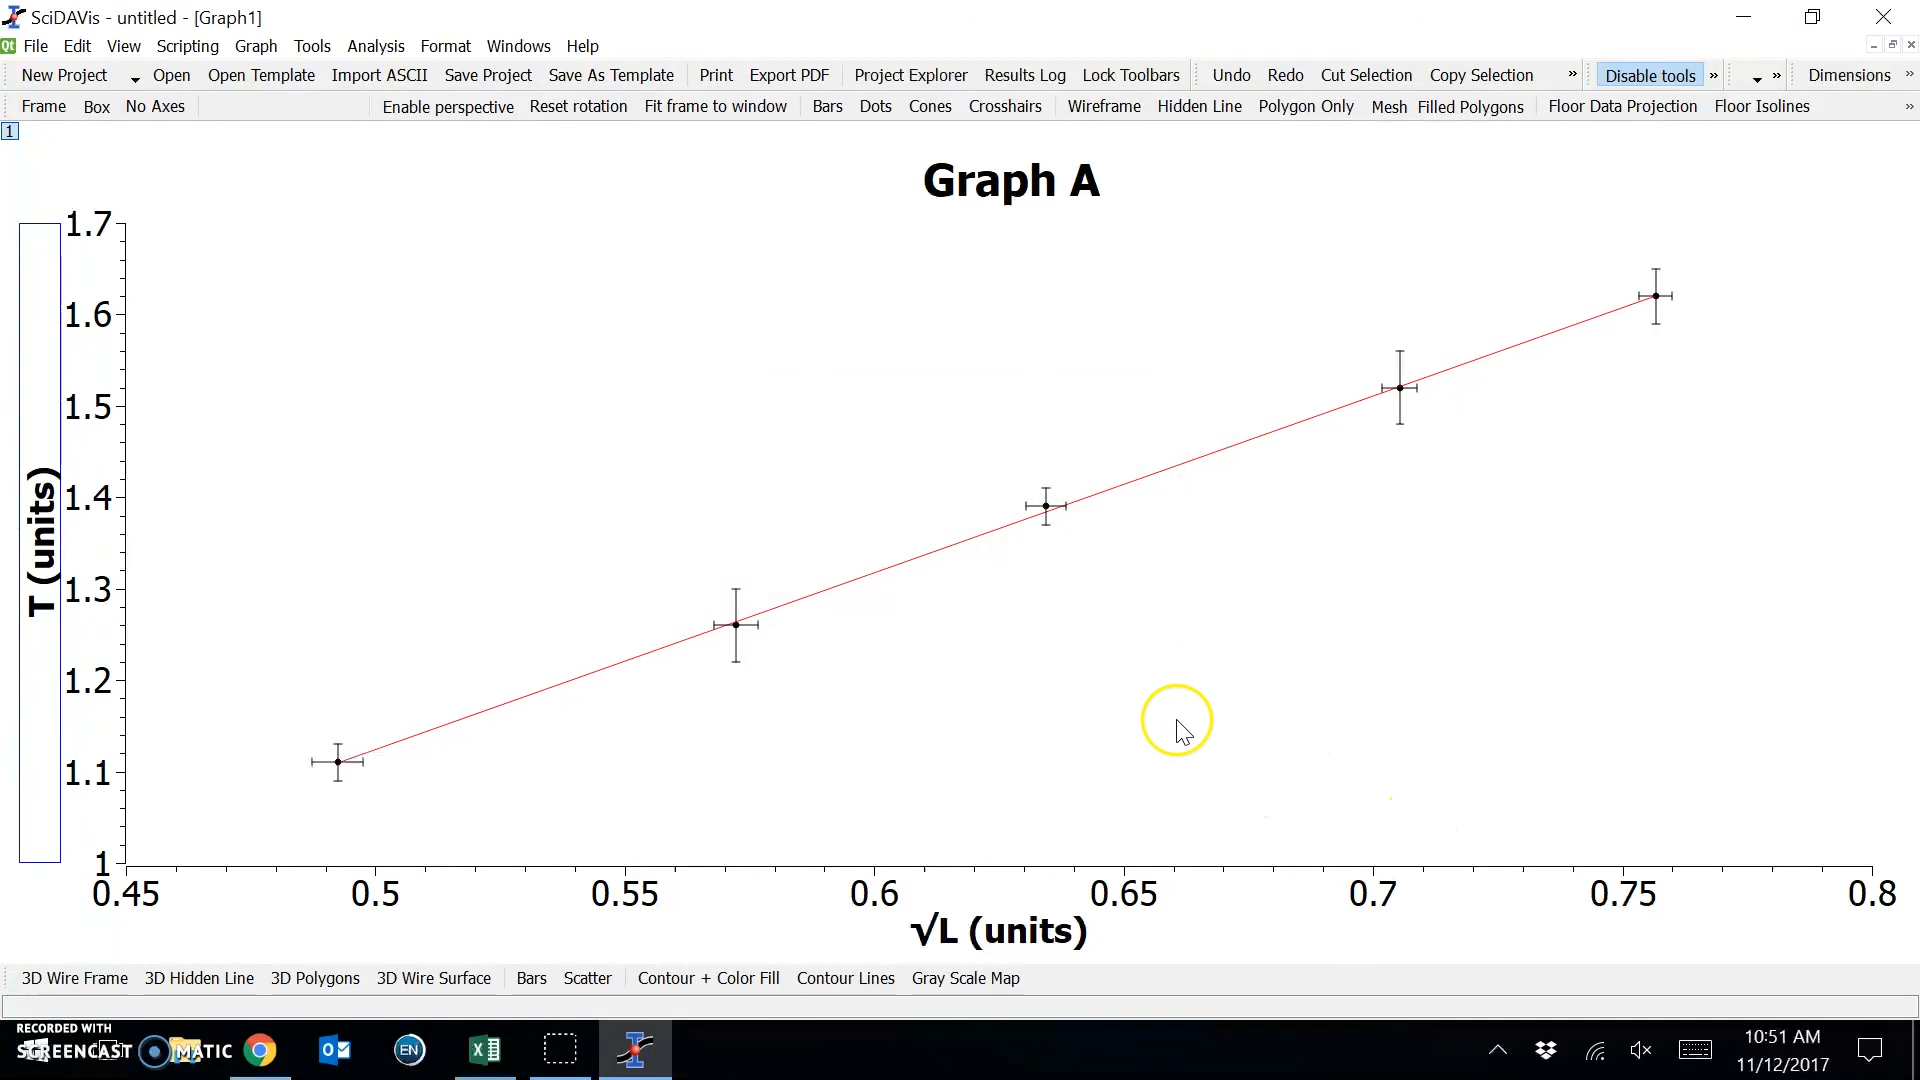 SciDAVis - untitled - [Graph1]
Qt File Edit View Scripting Graph Tools Analysis Format Windows Help
New Project Open Open Template Import ASCII Save Project Save As Template Print Export PDF Project Explorer Results Log Lock Toolbars Undo Redo Cut Selection Copy Selection » Disable tools » » Dimensions »
Frame Box No Axes Enable perspective Reset rotation Fit frame to window Bars Dots Cones Crosshairs Wireframe Hidden Line Polygon Only Mesh Filled Polygons Floor Data Projection Floor Isolines »
1
Graph A
1.7
1.6
1.5
1.4
1.3
1.2
1.1
1
T (units)
0.45 0.5 0.55 0.6 0.65 0.7 0.75 0.8
√L (units)
3D Wire Frame 3D Hidden Line 3D Polygons 3D Wire Surface Bars Scatter Contour + Color Fill Contour Lines Gray Scale Map
RECORDED WITH
SCREENCAST MATIC
EN
10:51 AM
11/12/2017